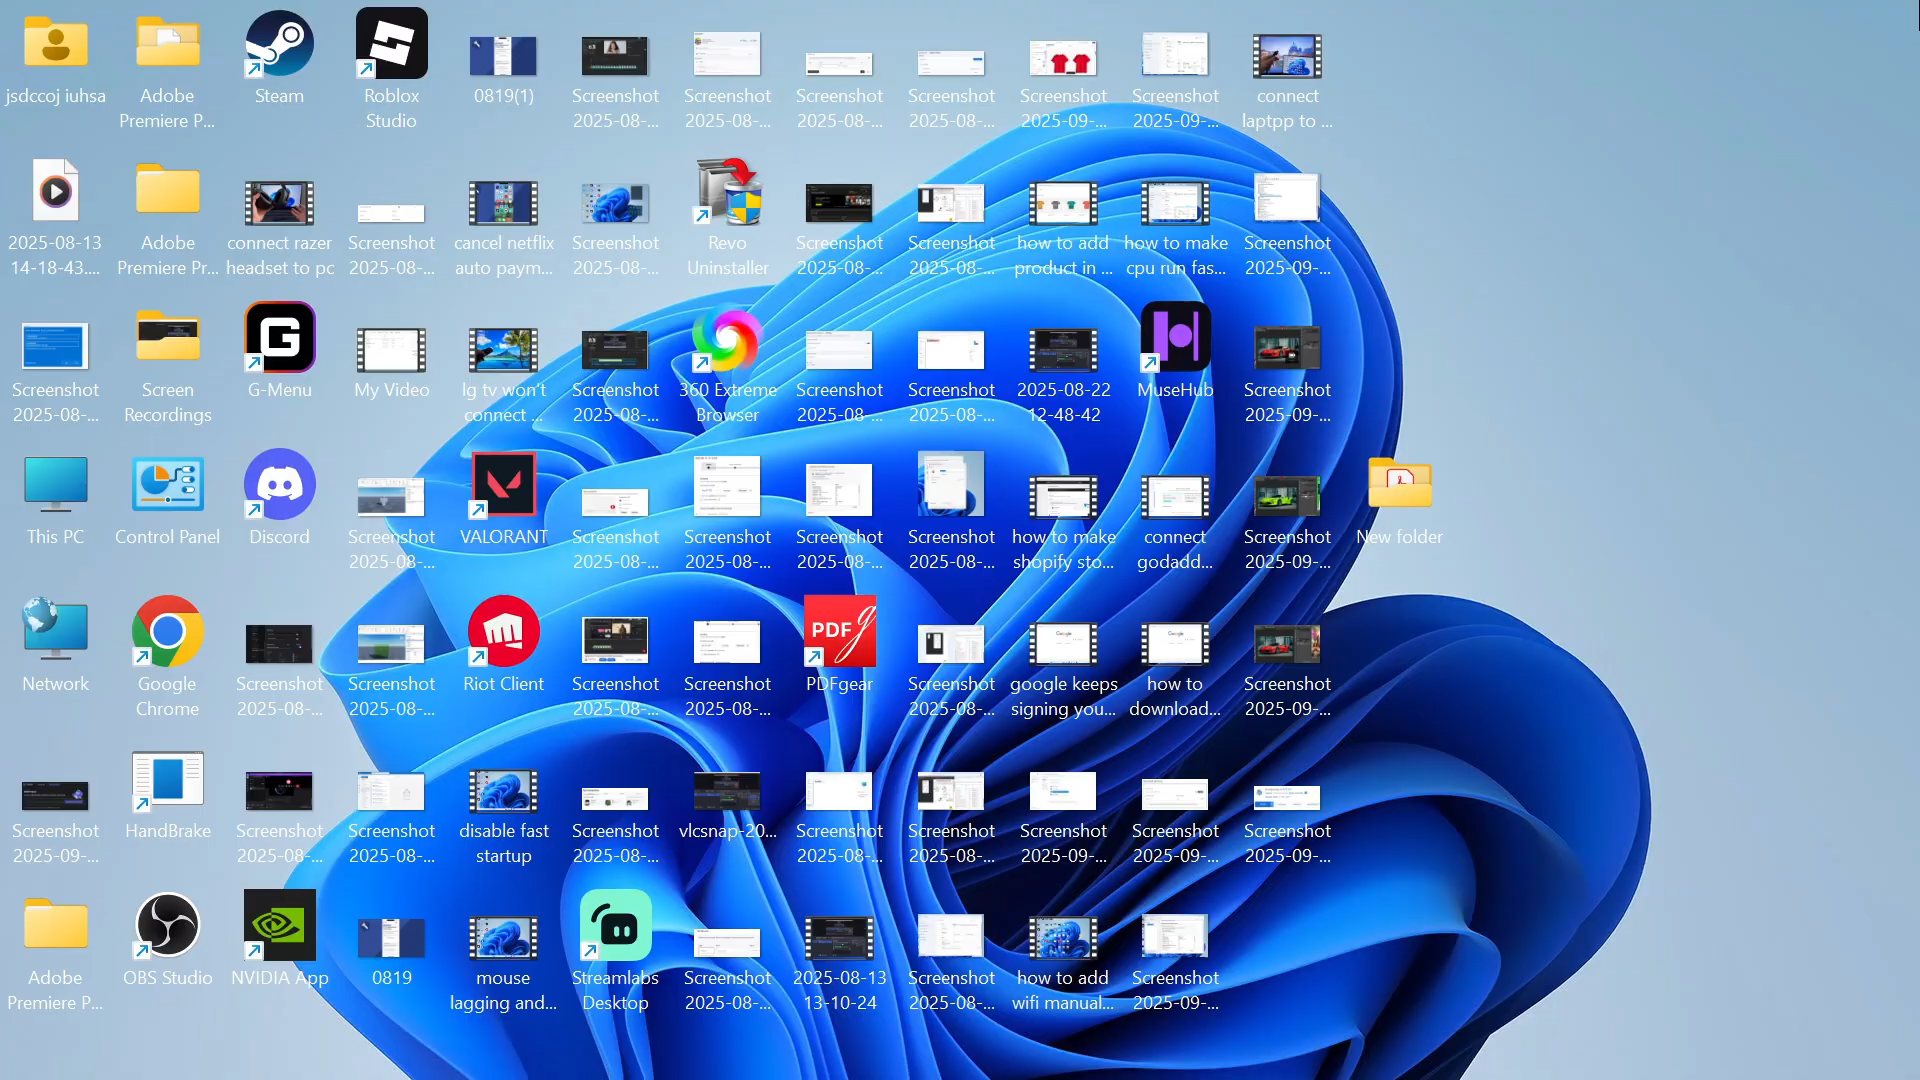 jsdccoj iuhsa
Adobe
Premiere P...
Steam
Roblox
Studio
0819(1)
Screenshot
2025-08-...
Screenshot
2025-08-...
Screenshot
2025-08-...
Screenshot
2025-08-...
Screenshot
2025-09-...
Screenshot
2025-09-...
connect
laptpp to ...
2025-08-13
14-18-43....
Adobe
Premiere Pr...
connect razer
headset to pc
Screenshot
2025-08-...
cancel netflix
auto paym...
Screenshot
2025-08-...
Revo
Uninstaller
Screenshot
2025-08-...
Screenshot
2025-08-...
how to add
product in ...
how to make
cpu run fas...
Screenshot
2025-09-...
Screenshot
2025-08-...
Screen
Recordings
G-Menu
My Video
lg tv won't
connect ...
Screenshot
2025-08-...
360 Extreme
Browser
Screenshot
2025-08-...
Screenshot
2025-08-...
2025-08-22
12-48-42
MuseHub
Screenshot
2025-09-...
This PC
Control Panel
Discord
Screenshot
2025-08-...
VALORANT
Screenshot
2025-08-...
Screenshot
2025-08-...
Screenshot
2025-08-...
Screenshot
2025-08-...
how to make
shopify sto...
connect
godadd...
Screenshot
2025-09-...
New folder
Network
Google
Chrome
Screenshot
2025-08-...
Screenshot
2025-08-...
Riot Client
Screenshot
2025-08-...
Screenshot
2025-08-...
PDF
PDFgear
Screenshot
2025-08-...
google keeps
signing you...
how to
download...
Screenshot
2025-09-...
Screenshot
2025-09-...
HandBrake
Screenshot
2025-08-...
Screenshot
2025-08-...
disable fast
startup
Screenshot
2025-08-...
vlcsnap-20...
Screenshot
2025-08-...
Screenshot
2025-08-...
Screenshot
2025-09-...
Screenshot
2025-09-...
Screenshot
2025-09-...
Adobe
Premiere P...
OBS Studio
NVIDIA App
0819
mouse
lagging and...
Streamlabs
Desktop
Screenshot
2025-08-...
2025-08-13
13-10-24
Screenshot
2025-08-...
how to add
wifi manual...
Screenshot
2025-09-...